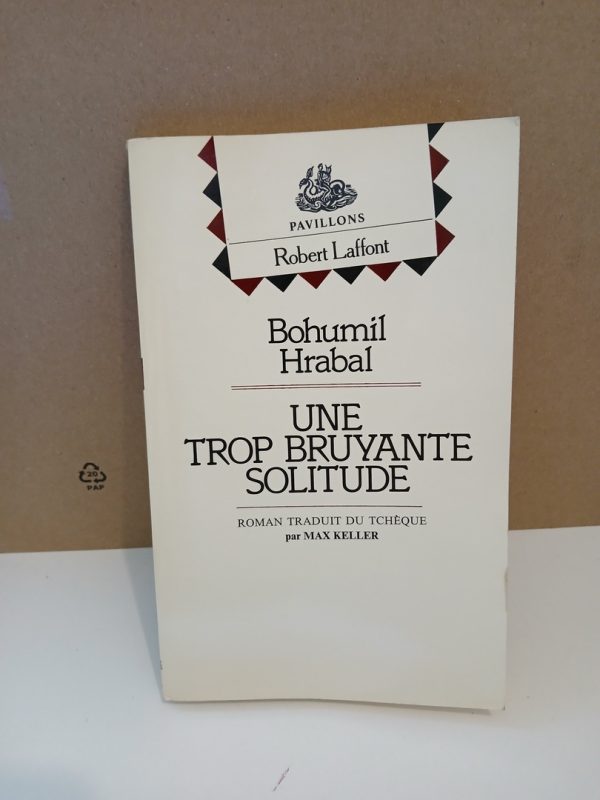 PAVILLONS
Robert Laffont
Bohumil
Hrabal
UNE
TROP BRUYANTE
SOLITUDE
ROMAN TRADUIT DU TCHÈQUE
par MAX KELLER
20
PAP